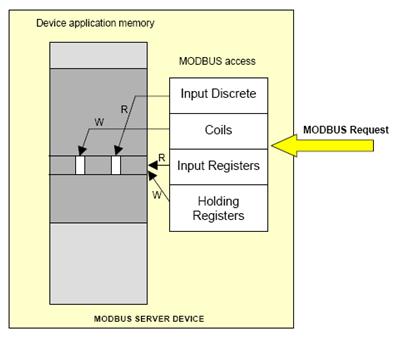 Device application memory
MODBUS access
Input Discrete
Coils
Input Registers
Holding
Registers
R
W
R
W
MODBUS Request
MODBUS SERVER DEVICE